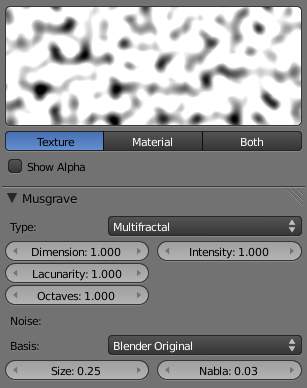 Texture Material Both
Show Alpha
Musgrave
Type: Multifractal
Dimension: 1.000 Intensity: 1.000
Lacunarity: 1.000
Octaves: 1.000
Noise:
Basis: Blender Original
Size: 0.25 Nabla: 0.03